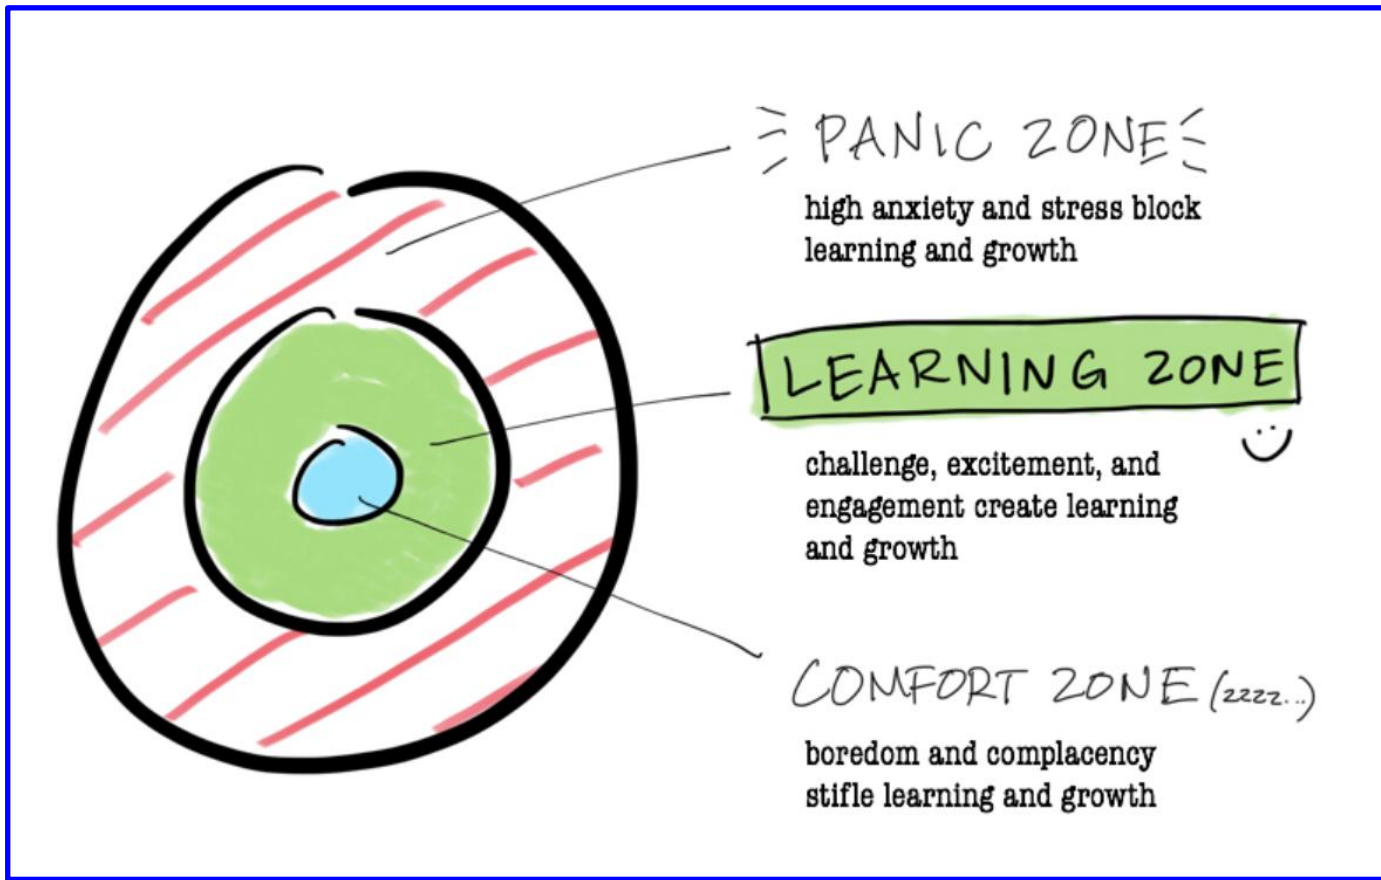 PANIC ZONE
high anxiety and stress block
learning and growth
LEARNING ZONE
challenge, excitement, and
engagement create learning
and growth
COMFORT ZONE (zzzz...)
boredom and complacency
stifle learning and growth